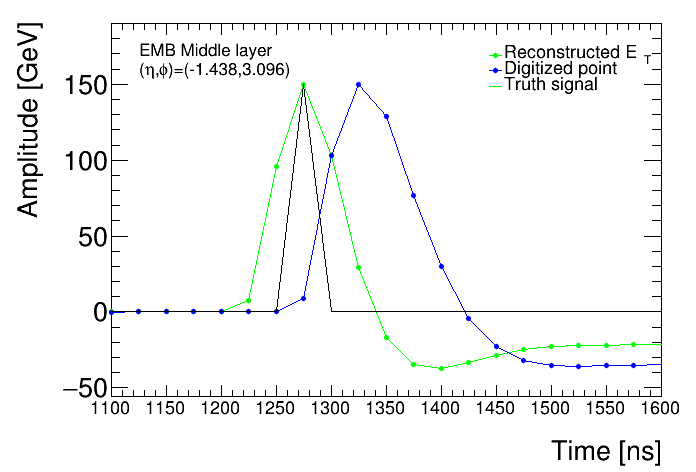 EMB Middle layer
(η,ϕ)=(-1.438,3.096)
Reconstructed E T
Digitized point
Truth signal
Amplitude [GeV]
150
100
50
0
−50
1100 1150 1200 1250 1300 1350 1400 1450 1500 1550 1600
Time [ns]